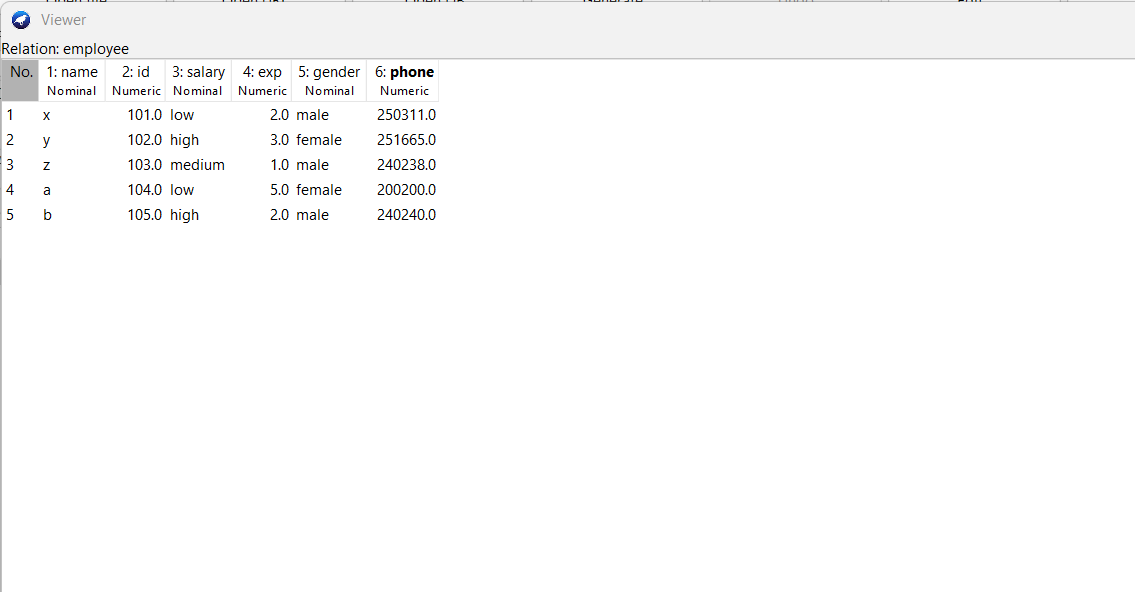 Viewer
Relation: employee
No. 1: name 2: id 3: salary 4: exp 5: gender 6: phone
Nominal Numeric Nominal Numeric Nominal Numeric
1 x 101.0 low 2.0 male 250311.0
2 y 102.0 high 3.0 female 251665.0
3 z 103.0 medium 1.0 male 240238.0
4 a 104.0 low 5.0 female 200200.0
5 b 105.0 high 2.0 male 240240.0